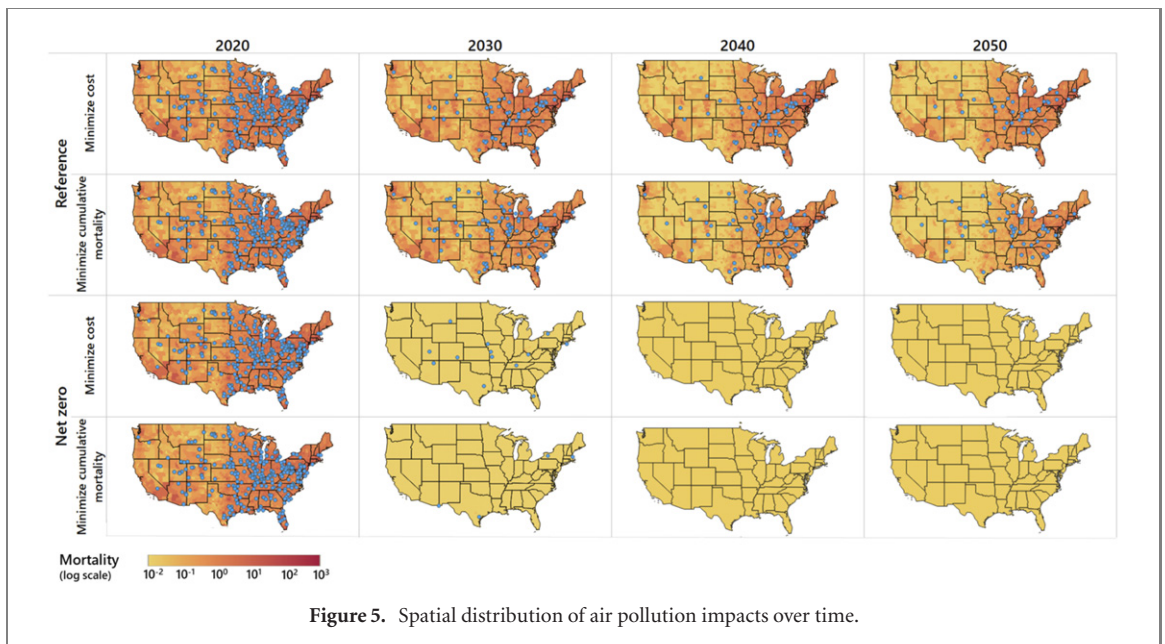 2020 2030 2040 2050
Reference
Minimize cost
Minimize cumulative
mortality
Net zero
Minimize cost
Minimize cumulative
mortality
Mortality
(log scale)
10⁻² 10⁻¹ 10⁰ 10¹ 10² 10³
Figure 5. Spatial distribution of air pollution impacts over time.